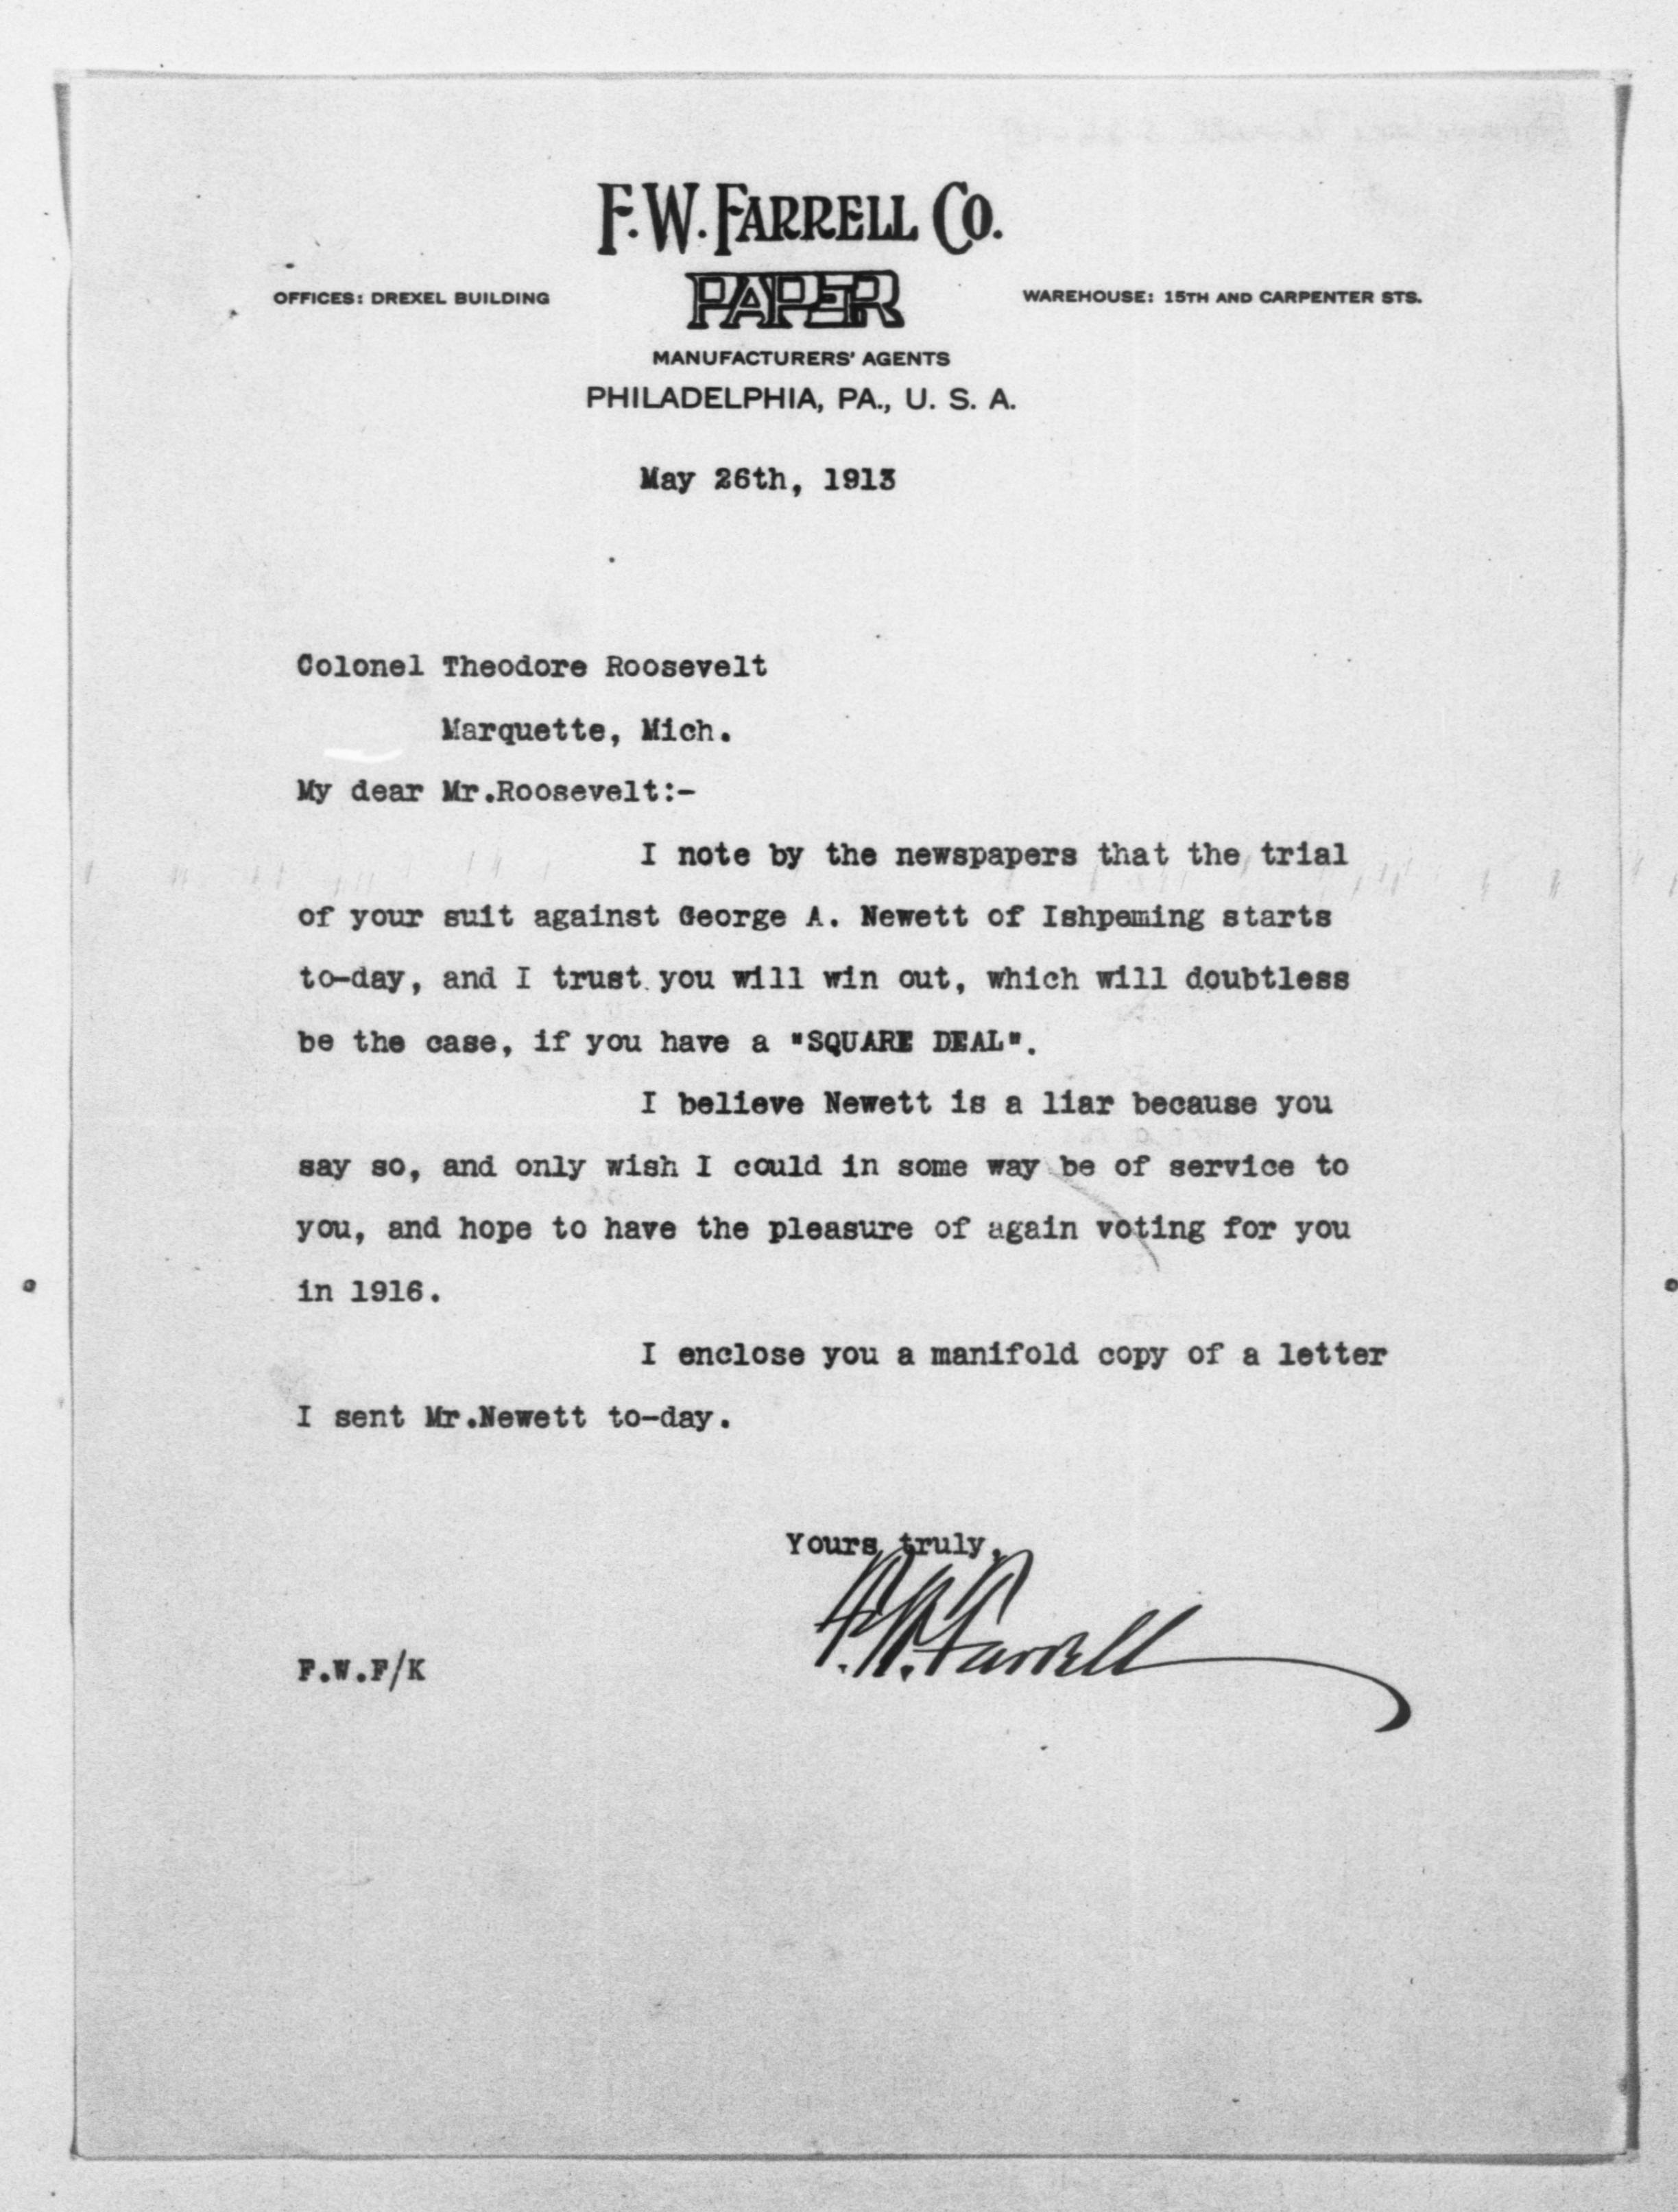 F. W. FARRELL CO.
PAPER
OFFICES: DREXEL BUILDING
WAREHOUSE: 15TH AND CARPENTER STS.
MANUFACTURERS' AGENTS
PHILADELPHIA, PA., U. S. A.
May 26th, 1913
Colonel Theodore Roosevelt
Marquette, Mich.
My dear Mr.Roosevelt:-
I note by the newspapers that the trial
of your suit against George A. Newett of Ishpeming starts
to-day, and I trust you will win out, which will doubtless
be the case, if you have a "SQUARE DEAL".
I believe Newett is a liar because you
say so, and only wish I could in some way be of service to
you, and hope to have the pleasure of again voting for you
in 1916.
I enclose you a manifold copy of a letter
I sent Mr.Newett to-day.
Yours truly,
F. W. Farrell
F.W.F/K